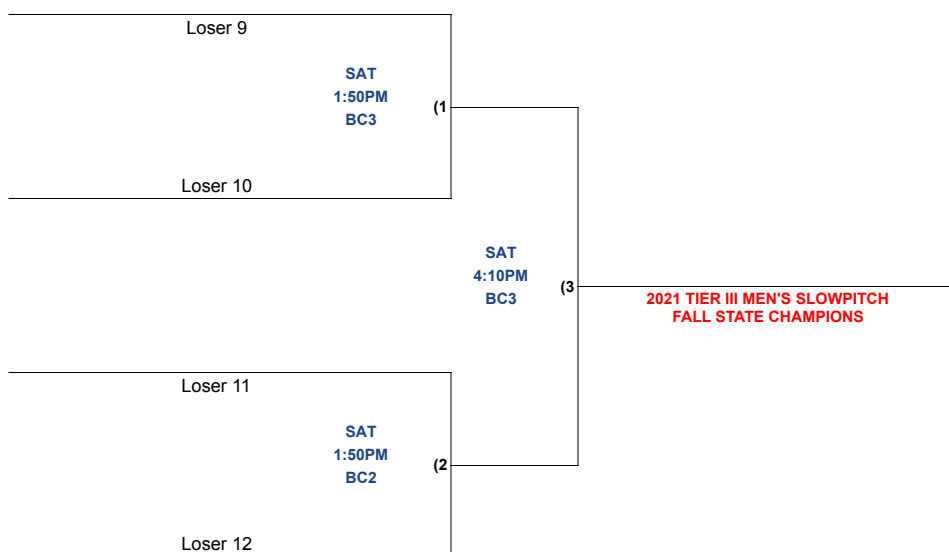 Loser 9
SAT
1:50PM
BC3
(1
Loser 10
SAT
4:10PM
BC3
(3
2021 TIER III MEN'S SLOWPITCH
FALL STATE CHAMPIONS
Loser 11
SAT
1:50PM
BC2
(2
Loser 12